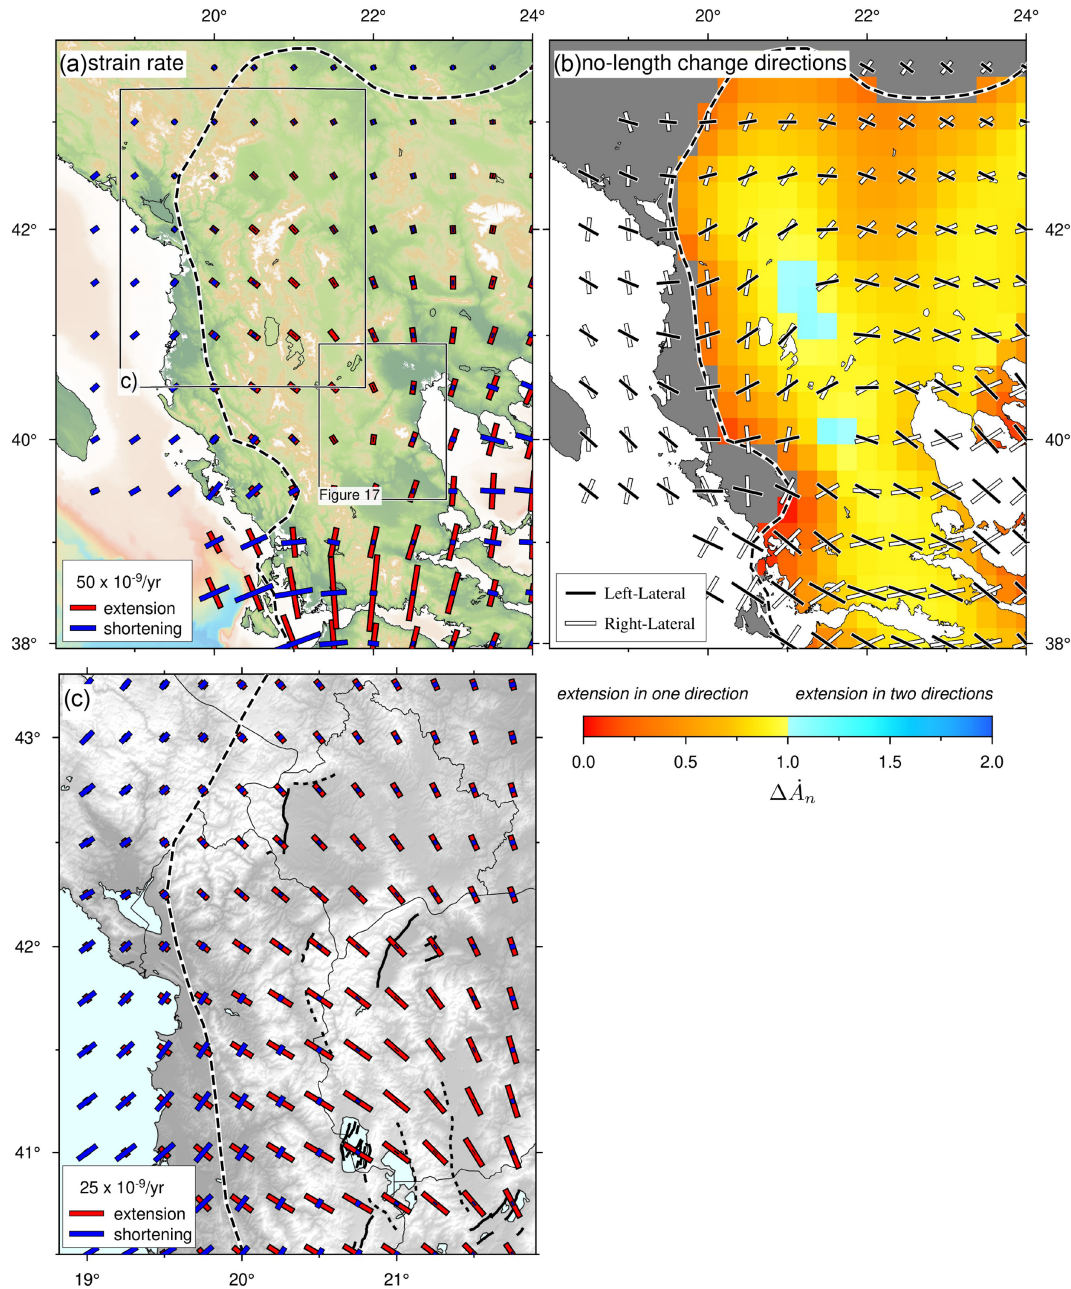 20° 22° 24° 20° 22° 24°
(a)strain rate
(b)no-length change directions
42° 42°
c)
40° 40°
Figure 17
50 x 10⁻⁹/yr
extension
shortening
Left-Lateral
Right-Lateral
38° 38°
(c)
extension in one direction extension in two directions
0.0 0.5 1.0 1.5 2.0
ΔȦₙ
43°
42° 42°
41° 41°
25 x 10⁻⁹/yr
extension
shortening
19° 20° 21°